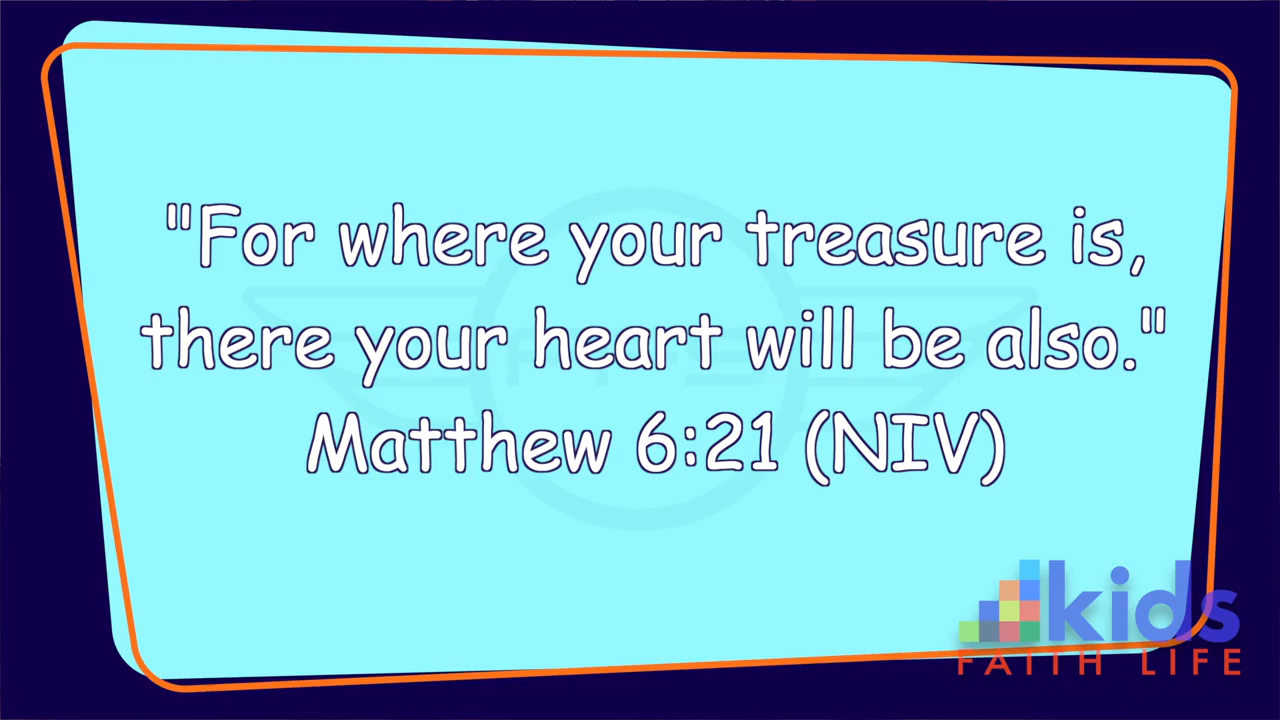 "For where your treasure is,
there your heart will be also."
Matthew 6:21 (NIV)
kids
FAITH LIFE